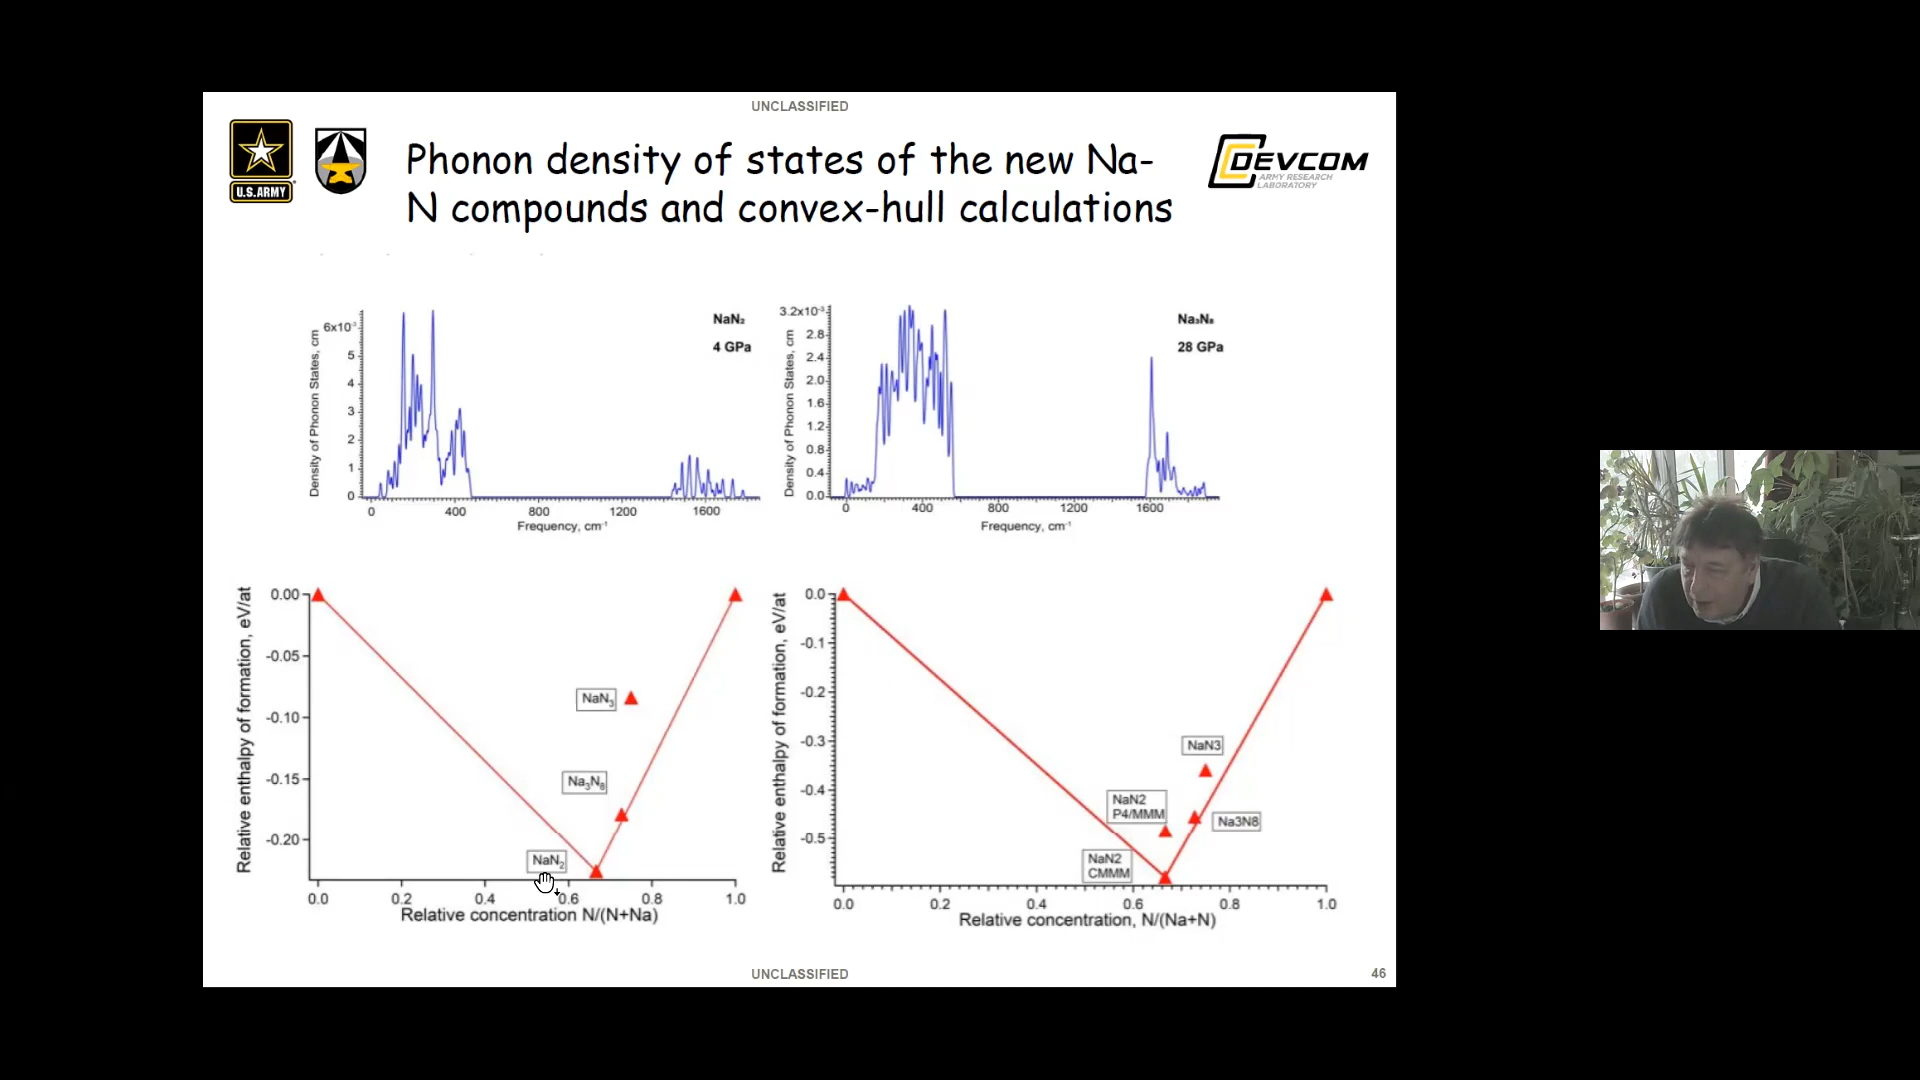 UNCLASSIFIED
U.S.ARMY
Phonon density of states of the new Na-
N compounds and convex-hull calculations
DEVCOM
ARMY RESEARCH
LABORATORY
Density of Phonon States, cm
6x10⁻³
5
4
3
2
1
0
NaN₂
4 GPa
0 400 800 1200 1600
Frequency, cm⁻¹
Density of Phonon States, cm
3.2x10⁻³
2.8
2.4
2.0
1.6
1.2
0.8
0.4
0.0
Na₃N₈
28 GPa
0 400 800 1200 1600
Frequency, cm⁻¹
Relative enthalpy of formation, eV/at
0.00
-0.05
-0.10
-0.15
-0.20
NaN₃
Na₃N₈
NaN₂
0.0 0.2 0.4 0.6 0.8 1.0
Relative concentration N/(N+Na)
Relative enthalpy of formation, eV/at
0.0
-0.1
-0.2
-0.3
-0.4
-0.5
NaN3
NaN2
P4/MMM
Na3N8
NaN2
CMMM
0.0 0.2 0.4 0.6 0.8 1.0
Relative concentration, N/(Na+N)
UNCLASSIFIED
46